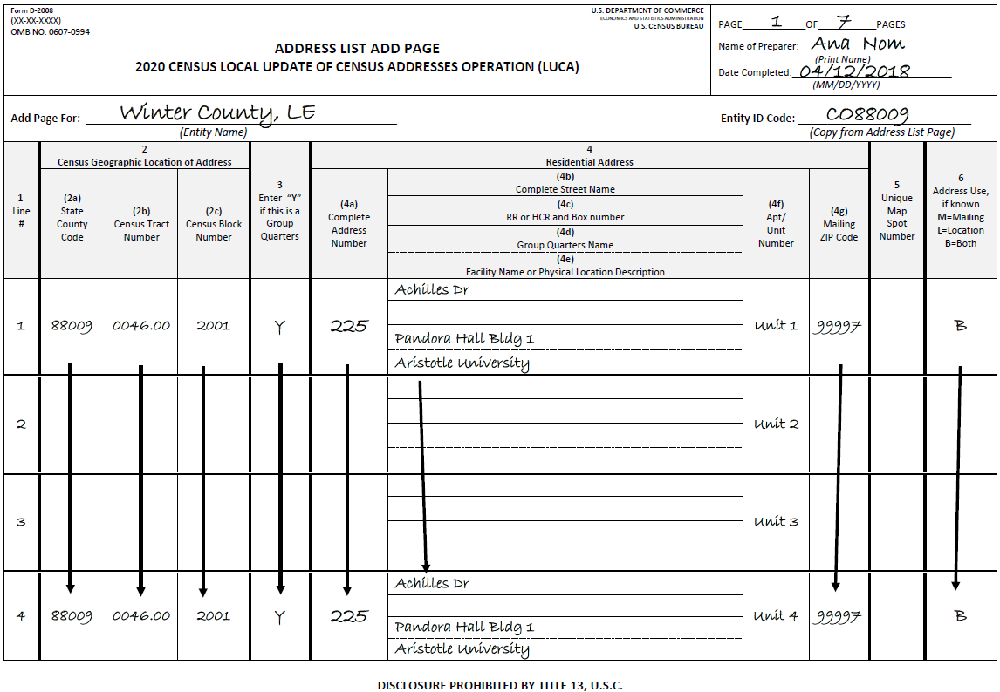 Form D-2008
(XX-XX-XXXX)
OMB NO. 0607-0994
U.S. DEPARTMENT OF COMMERCE
ECONOMICS AND STATISTICS ADMINISTRATION
U.S. CENSUS BUREAU
ADDRESS LIST ADD PAGE
2020 CENSUS LOCAL UPDATE OF CENSUS ADDRESSES OPERATION (LUCA)
PAGE 1 OF 7 PAGES
Name of Preparer: Ana Nom
(Print Name)
Date Completed: 04/12/2018
(MM/DD/YYYY)
Add Page For: Winter County, LE
(Entity Name)
Entity ID Code: CO88009
(Copy from Address List Page)
1
Line
#
2
Census Geographic Location of Address
(2a)
State
County
Code
(2b)
Census Tract
Number
(2c)
Census Block
Number
3
Enter "Y"
if this is a
Group
Quarters
4
Residential Address
(4a)
Complete
Address
Number
(4b)
Complete Street Name
(4c)
RR or HCR and Box number
(4d)
Group Quarters Name
(4e)
Facility Name or Physical Location Description
(4f)
Apt/
Unit
Number
(4g)
Mailing
ZIP Code
5
Unique
Map
Spot
Number
6
Address Use,
if known
M=Mailing
L=Location
B=Both
Achilles Dr
1 88009 0046.00 2001 Y 225 Unit 1 99997 B
Pandora Hall Bldg 1
Aristotle University
2 Unit 2
3 Unit 3
Achilles Dr
4 88009 0046.00 2001 Y 225 Unit 4 99997 B
Pandora Hall Bldg 1
Aristotle University
DISCLOSURE PROHIBITED BY TITLE 13, U.S.C.